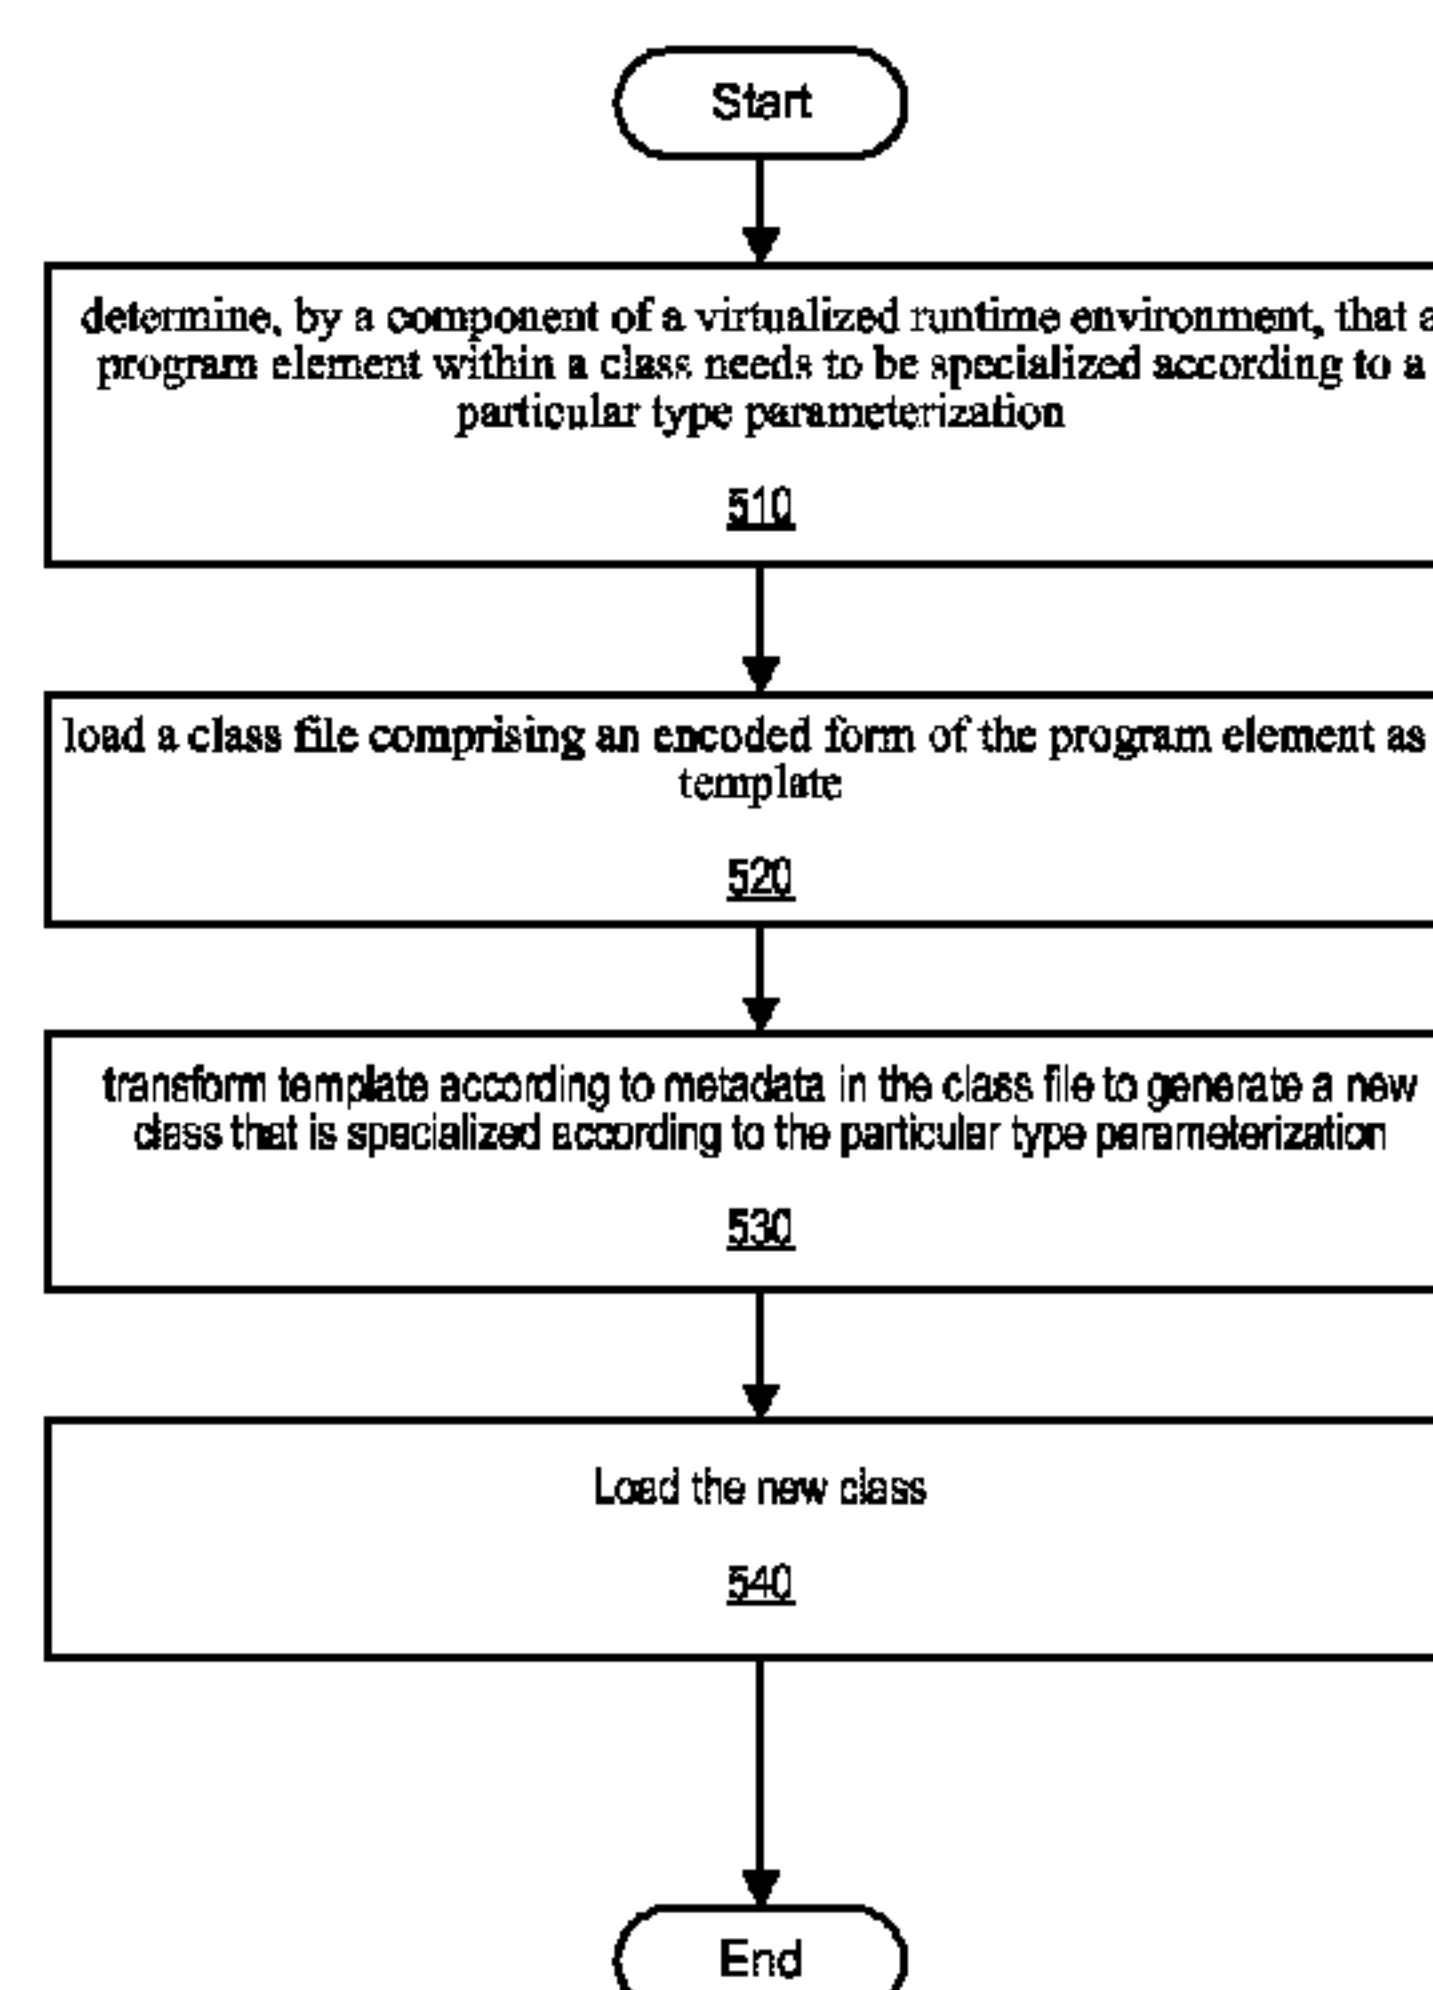 Start
determine, by a component of a virtualized runtime environment, that a
program element within a class needs to be specialized according to a
particular type parameterization
510
load a class file comprising an encoded form of the program element as
template
520
transform template according to metadata in the class file to generate a new
class that is specialized according to the particular type parameterization
530
Load the new class
540
End